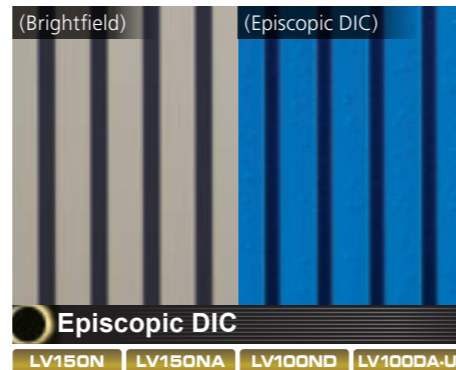 (Brightfield) (Episcopic DIC)
Episcopic DIC
LV150N LV150NA LV100ND LV100DA-U